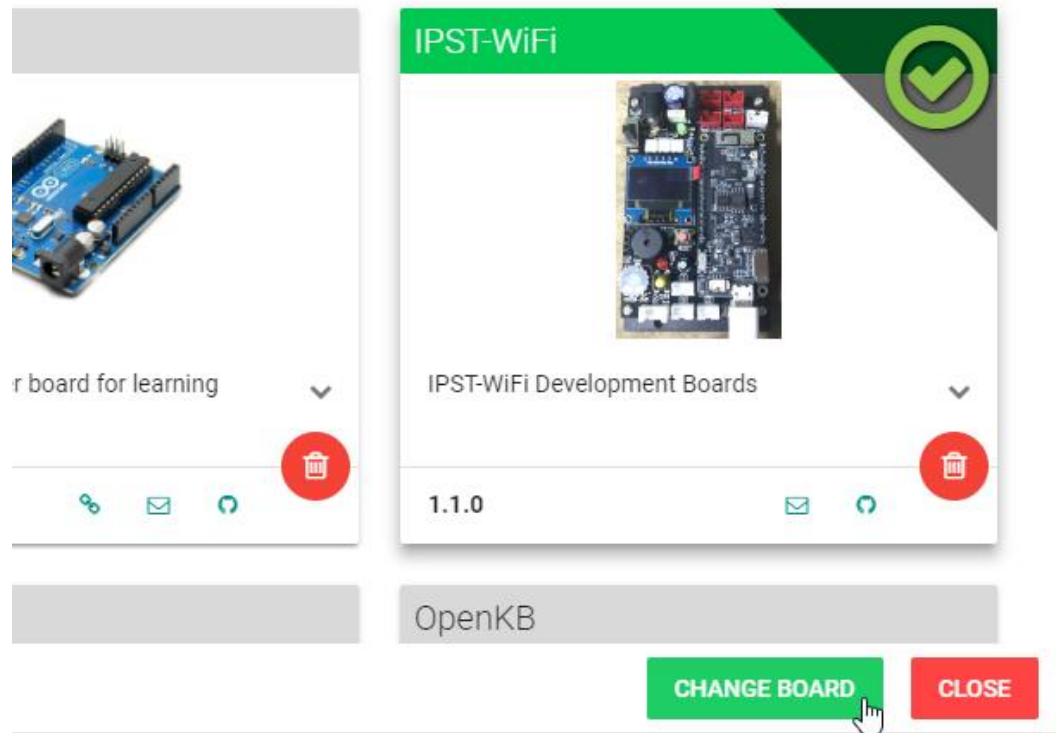 IPST-WiFi
r board for learning
IPST-WiFi Development Boards
1.1.0
OpenKB
CHANGE BOARD
CLOSE